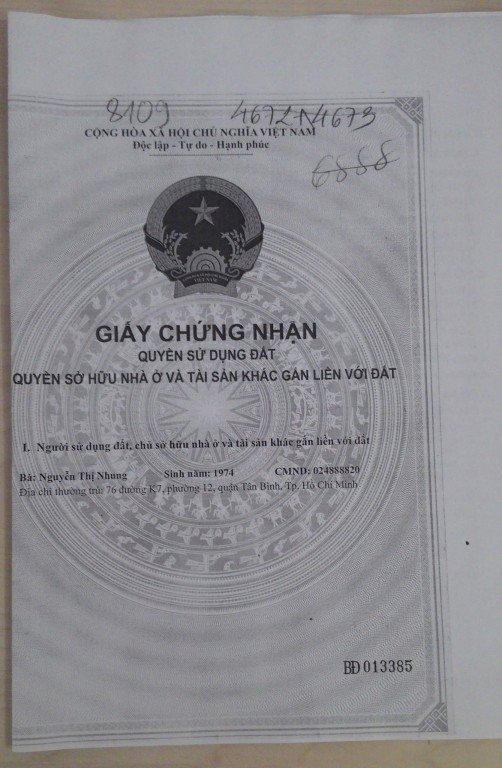 8109 4672N4673
CỘNG HÒA XÃ HỘI CHỦ NGHĨA VIỆT NAM
Độc lập - Tự do - Hạnh phúc
6888
GIẤY CHỨNG NHẬN
QUYỀN SỬ DỤNG ĐẤT
QUYỀN SỞ HỮU NHÀ Ở VÀ TÀI SẢN KHÁC GẮN LIỀN VỚI ĐẤT
I. Người sử dụng đất, chủ sở hữu nhà ở và tài sản khác gắn liền với đất
Bà: Nguyễn Thị Nhung Sinh năm: 1974 CMND: 024888820
Địa chỉ thường trú: 76 đường K7, phường 12, quận Tân Bình, Tp. Hồ Chí Minh
BĐ 013385